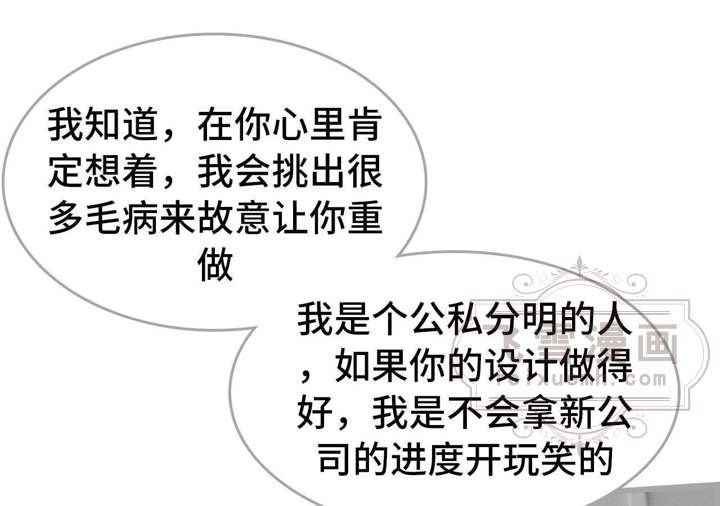 我知道，在你心里肯
定想着，我会挑出很
多毛病来故意让你重
做
我是个公私分明的人
，如果你的设计做得
好，我是不会拿新公
司的进度开玩笑的
飞雪漫画
feixuemh.com